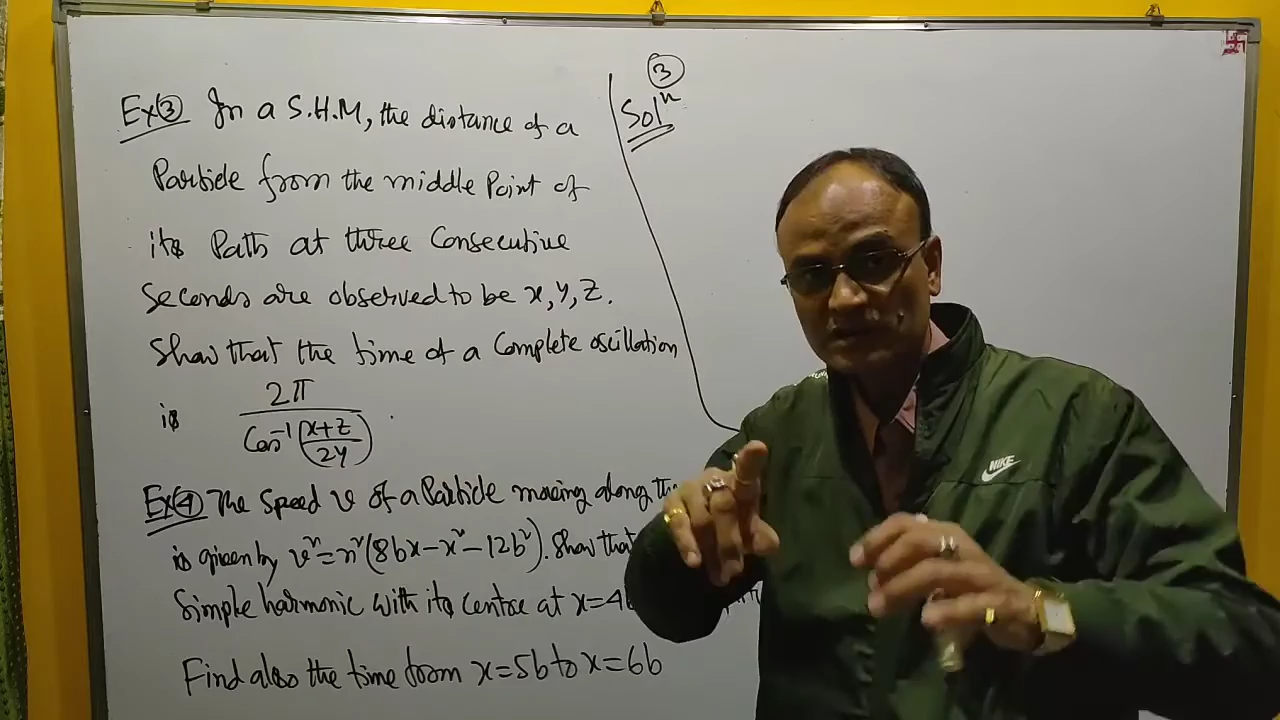 Ex③ In a S.H.M, the distance of a
Particle from the middle Point of
its Path at three Consecutive
Seconds are observed to be x, y, z.
Show that the time of a Complete oscillation
is 2π / Cos⁻¹(x+z / 2y) .
Ex④ The Speed v of a Particle moving along the
is given by v² = n²(8bx - x² - 12b²). Show that
Simple harmonic with its centre at x=4b
Find also the time from x=5b to x=6b
③
Solⁿ
NIKE